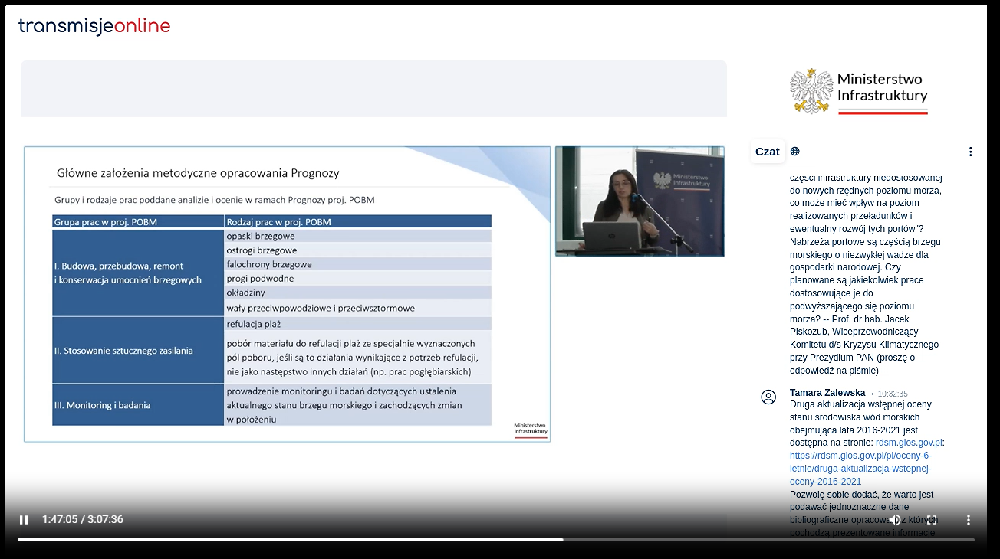 transmisjeonline
Ministerstwo
Infrastruktury
Główne założenia metodyczne opracowania Prognozy
Grupy i rodzaje prac poddane analizie i ocenie w ramach Prognozy proj. POBM
Grupa prac w proj. POBM
Rodzaj prac w proj. POBM
I. Budowa, przebudowa, remont
i konserwacja umocnień brzegowych
opaski brzegowe
ostrogi brzegowe
falochrony brzegowe
progi podwodne
okładziny
wały przeciwpowodziowe i przeciwsztormowe
II. Stosowanie sztucznego zasilania
refulacja plaż
pobór materiału do refulacji plaż ze specjalnie wyznaczonych
pól poboru, jeśli są to działania wynikające z potrzeb refulacji,
nie jako następstwo innych działań (np. prac pogłębiarskich)
III. Monitoring i badania
prowadzenie monitoringu i badań dotyczących ustalenia
aktualnego stanu brzegu morskiego i zachodzących zmian
w położeniu
Ministerstwo
Infrastruktury
Ministerstwo
Infrastruktury
Czat
części infrastruktury niedostosowanej
do nowych rzędnych poziomu morza,
co może mieć wpływ na poziom
realizowanych przeładunków i
ewentualny rozwój tych portów"?
Nabrzeża portowe są częścią brzegu
morskiego o niezwykłej wadze dla
gospodarki narodowej. Czy
planowane są jakiekolwiek prace
dostosowujące je do
podwyższającego się poziomu
morza? -- Prof. dr hab. Jacek
Piskozub, Wiceprzewodniczący
Komitetu d/s Kryzysu Klimatycznego
przy Prezydium PAN (proszę o
odpowiedź na piśmie)
Tamara Zalewska • 10:32:35
Druga aktualizacja wstępnej oceny
stanu środowiska wód morskich
obejmująca lata 2016-2021 jest
dostępna na stronie: rdsm.gios.gov.pl:
https://rdsm.gios.gov.pl/pl/oceny-6-
letnie/druga-aktualizacja-wstepnej-
oceny-2016-2021
Pozwolę sobie dodać, że warto jest
podawać jednoznaczne dane
bibliograficzne opracowań z których
pochodzą prezentowane informacje
1:47:05 / 3:07:36